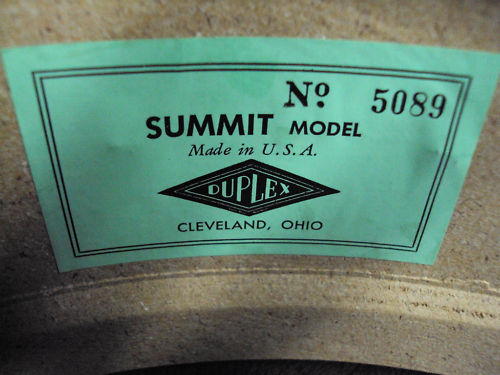 Nº 5089
SUMMIT MODEL
Made in U.S.A.
DUPLEX
CLEVELAND, OHIO